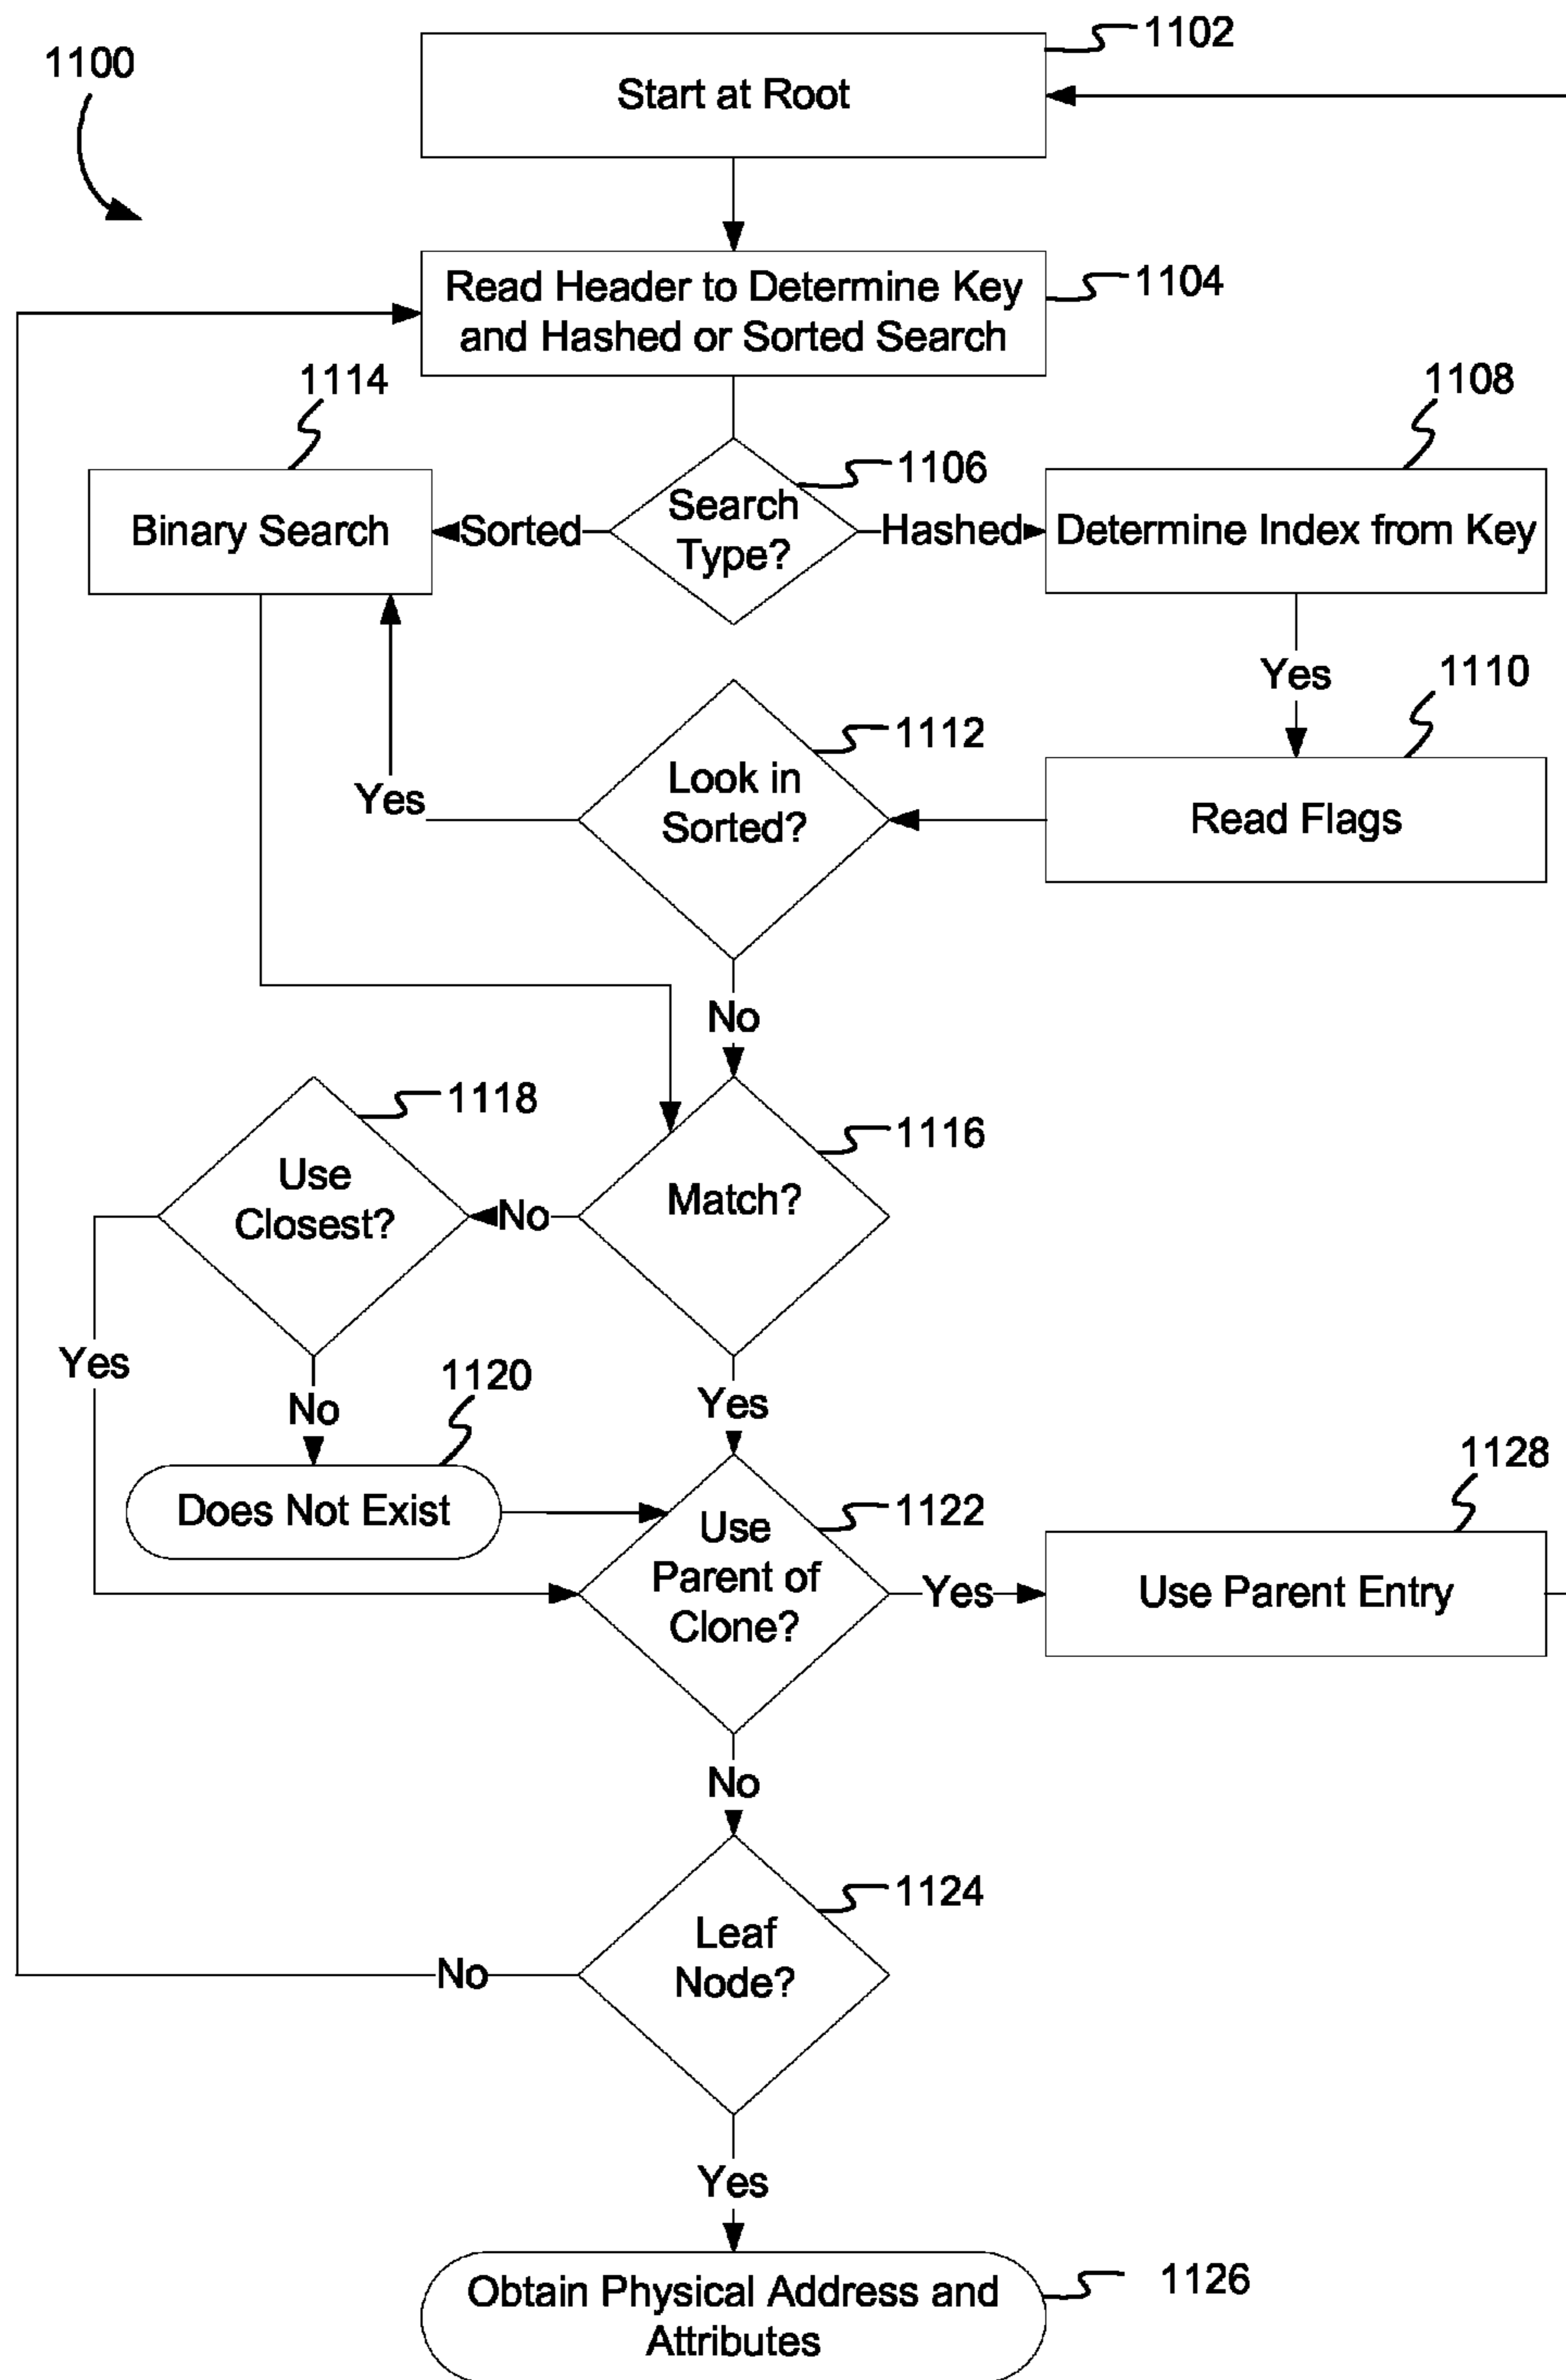 1100
1102
Start at Root
Read Header to Determine Key
and Hashed or Sorted Search
1104
1114
1108
1106
Binary Search
Sorted
Search
Type?
Hashed
Determine Index from Key
Yes
1110
1112
Look in
Sorted?
Yes
Read Flags
No
1118
1116
Use
Closest?
No
Match?
Yes
No
1120
Yes
Does Not Exist
1122
1128
Use
Parent of
Clone?
Yes
Use Parent Entry
No
1124
Leaf
Node?
No
Yes
Obtain Physical Address and
Attributes
1126